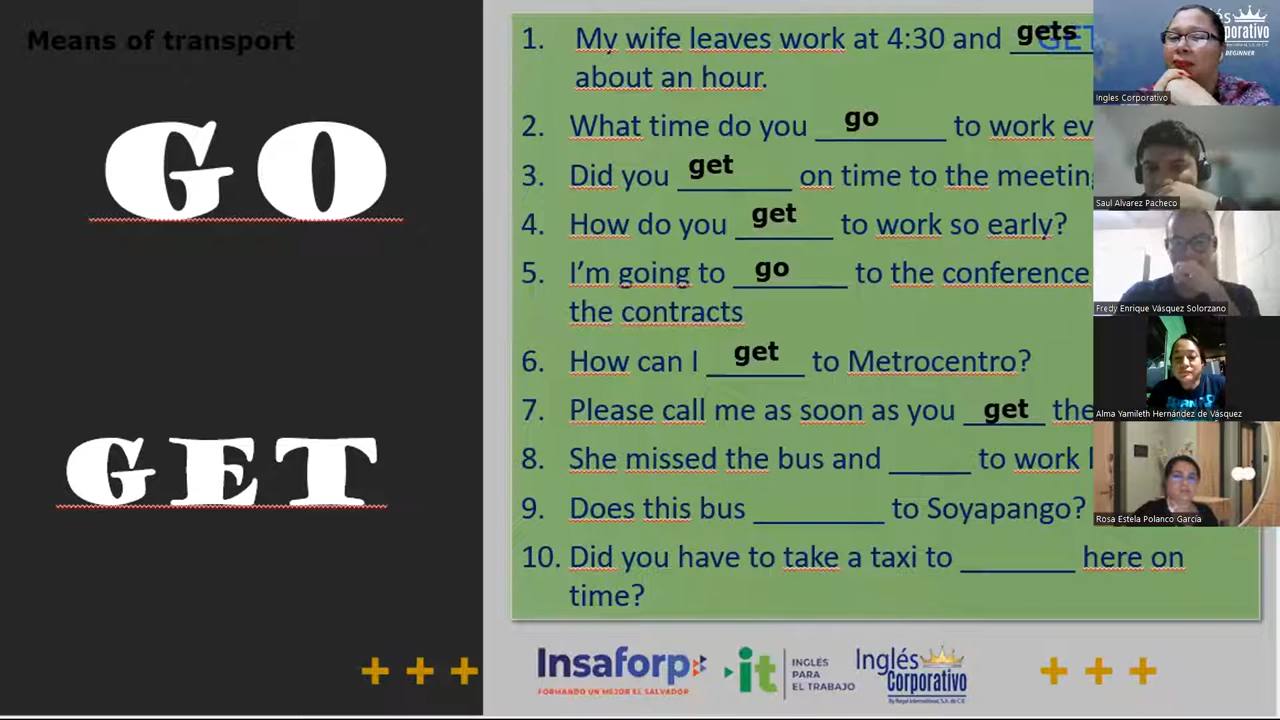 Means of transport
GO
GET
1. My wife leaves work at 4:30 and gets
about an hour.
2. What time do you go to work ev
3. Did you get on time to the meeting
4. How do you get to work so early?
5. I'm going to go to the conference
the contracts
6. How can I get to Metrocentro?
7. Please call me as soon as you get the
8. She missed the bus and _____ to work l
9. Does this bus ________ to Soyapango?
10. Did you have to take a taxi to _______ here on
time?
Insaforp
FORMANDO UN MEJOR EL SALVADOR
it
INGLÉS
PARA
EL TRABAJO
Inglés
Corporativo
BEGINNER
Ingles Corporativo
Saul Alvarez Pacheco
Fredy Enrique Vásquez Solorzano
Alma Yamileth Hernández de Vásquez
Rosa Estela Polanco García